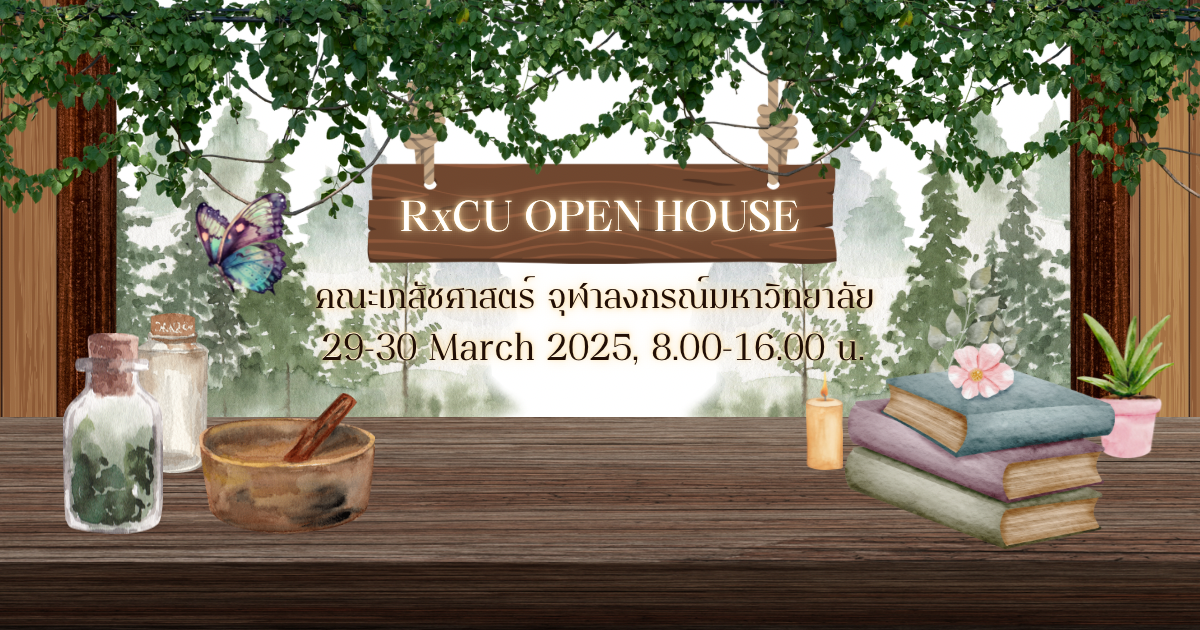 RxCU OPEN HOUSE
คณะเภสัชศาสตร์ จุฬาลงกรณ์มหาวิทยาลัย
29-30 March 2025, 8.00-16.00 น.